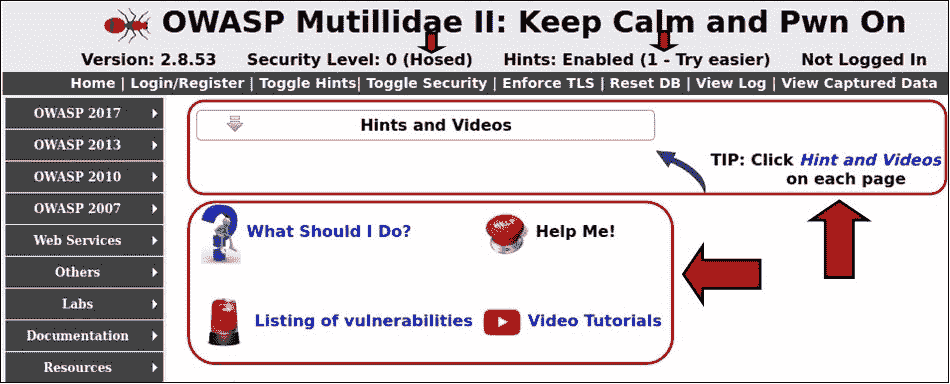 OWASP Mutillidae II: Keep Calm and Pwn On
Version: 2.8.53 Security Level: 0 (Hosed) Hints: Enabled (1 - Try easier) Not Logged In
Home | Login/Register | Toggle Hints| Toggle Security | Enforce TLS | Reset DB | View Log | View Captured Data
OWASP 2017
OWASP 2013
OWASP 2010
OWASP 2007
Web Services
Others
Labs
Documentation
Resources
Hints and Videos
TIP: Click Hint and Videos
on each page
What Should I Do?
HELP
Help Me!
Listing of vulnerabilities
Video Tutorials